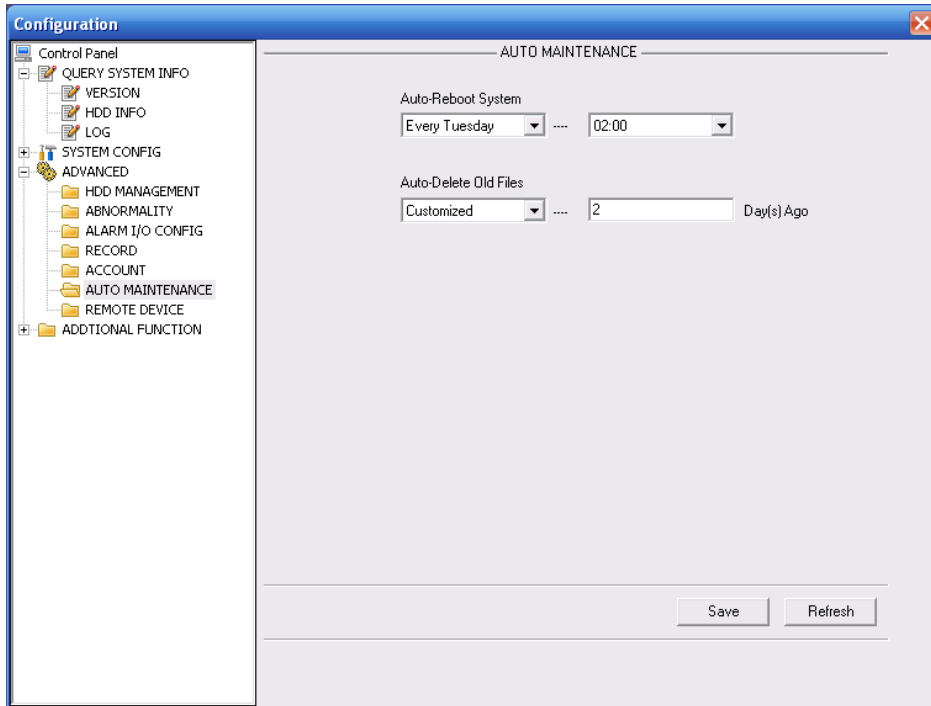 Configuration
Control Panel
QUERY SYSTEM INFO
VERSION
HDD INFO
LOG
SYSTEM CONFIG
ADVANCED
HDD MANAGEMENT
ABNORMALITY
ALARM I/O CONFIG
RECORD
ACCOUNT
AUTO MAINTENANCE
REMOTE DEVICE
ADDTIONAL FUNCTION
AUTO MAINTENANCE
Auto-Reboot System
Every Tuesday ---- 02:00
Auto-Delete Old Files
Customized ---- 2 Day(s) Ago
Save Refresh